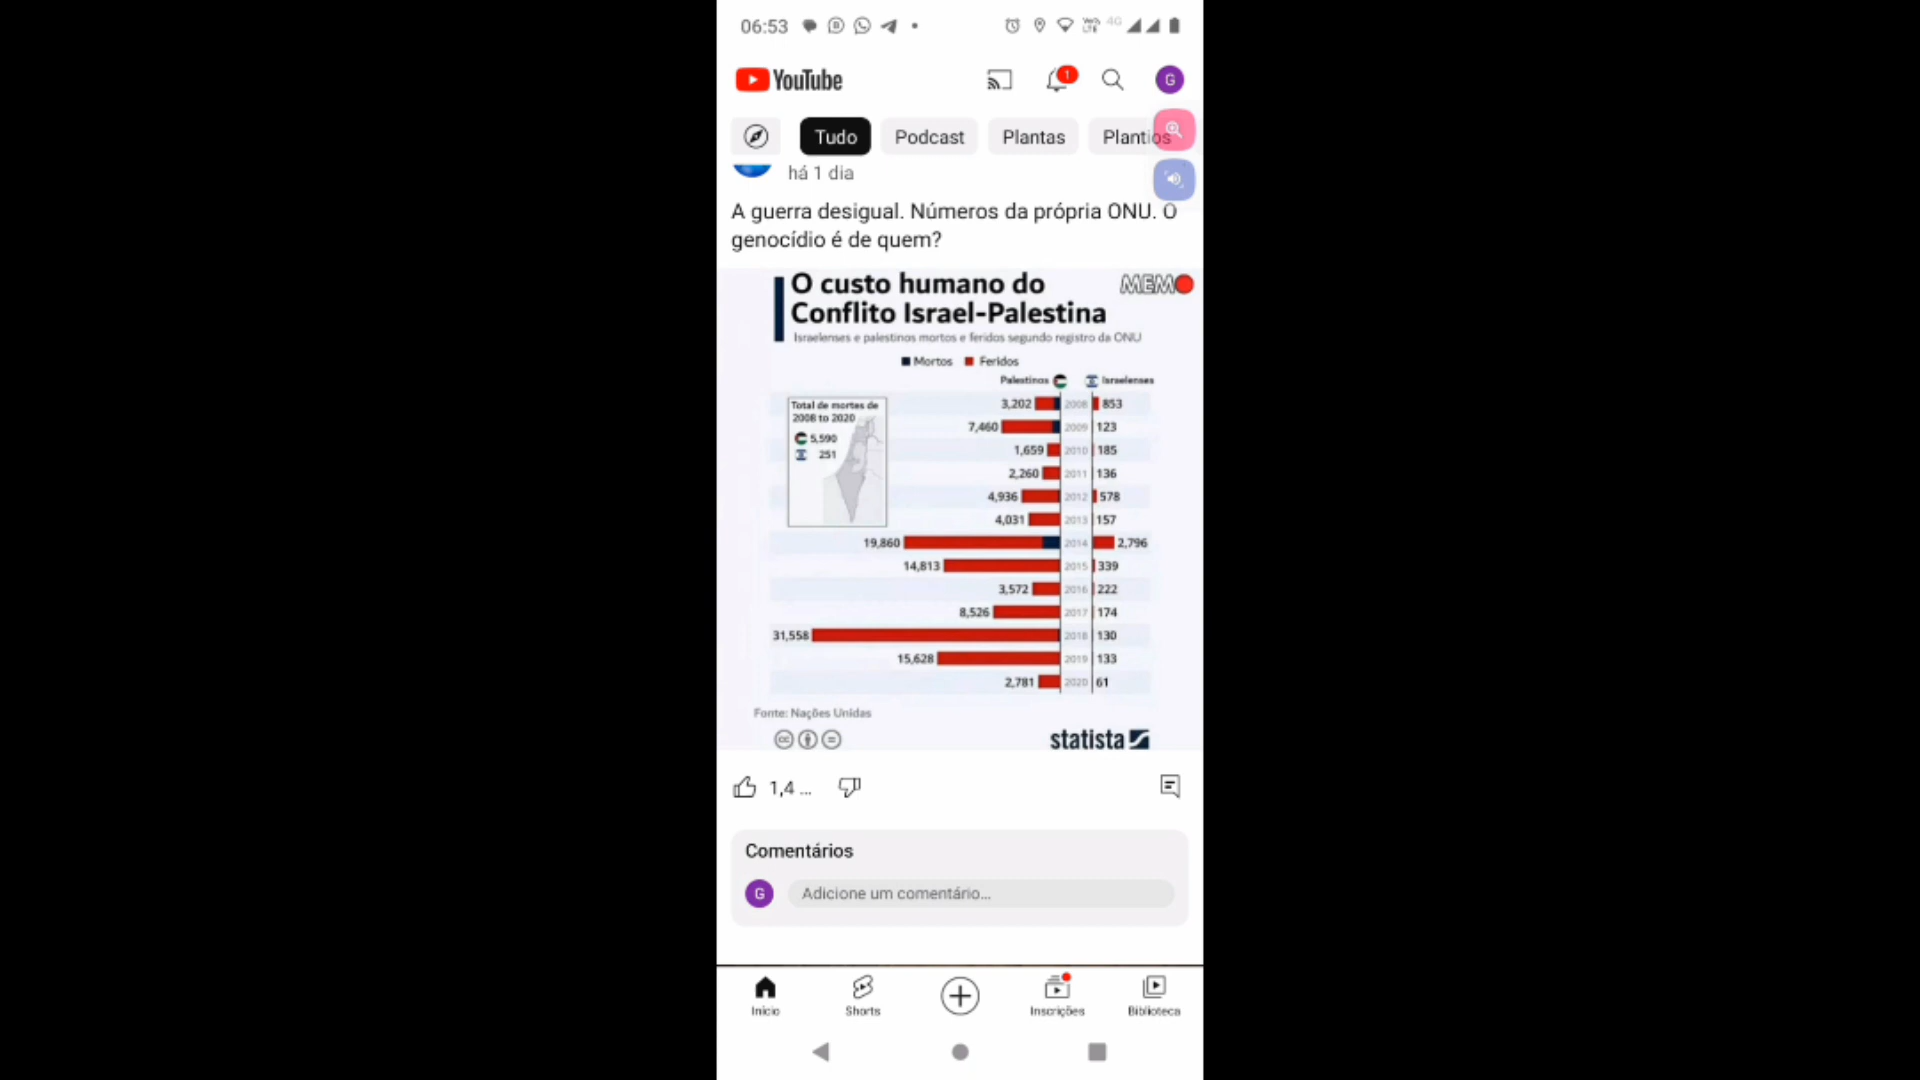 06:53
4G
YouTube
1
G
Tudo
Podcast
Plantas
Plantios
há 1 dia
A guerra desigual. Números da própria ONU. O
genocídio é de quem?
O custo humano do
Conflito Israel-Palestina
MEMO
Israelenses e palestinos mortos e feridos segundo registro da ONU
Mortos Feridos
Palestinos Israelenses
Total de mortes de
2008 to 2020
5,590
251
3,202 2008 853
7,460 2009 123
1,659 2010 185
2,260 2011 136
4,936 2012 578
4,031 2013 157
19,860 2014 2,796
14,813 2015 339
3,572 2016 222
8,526 2017 174
31,558 2018 130
15,628 2019 133
2,781 2020 61
Fonte: Nações Unidas
statista
1,4 ...
Comentários
G
Adicione um comentário...
Início
Shorts
Inscrições
Biblioteca